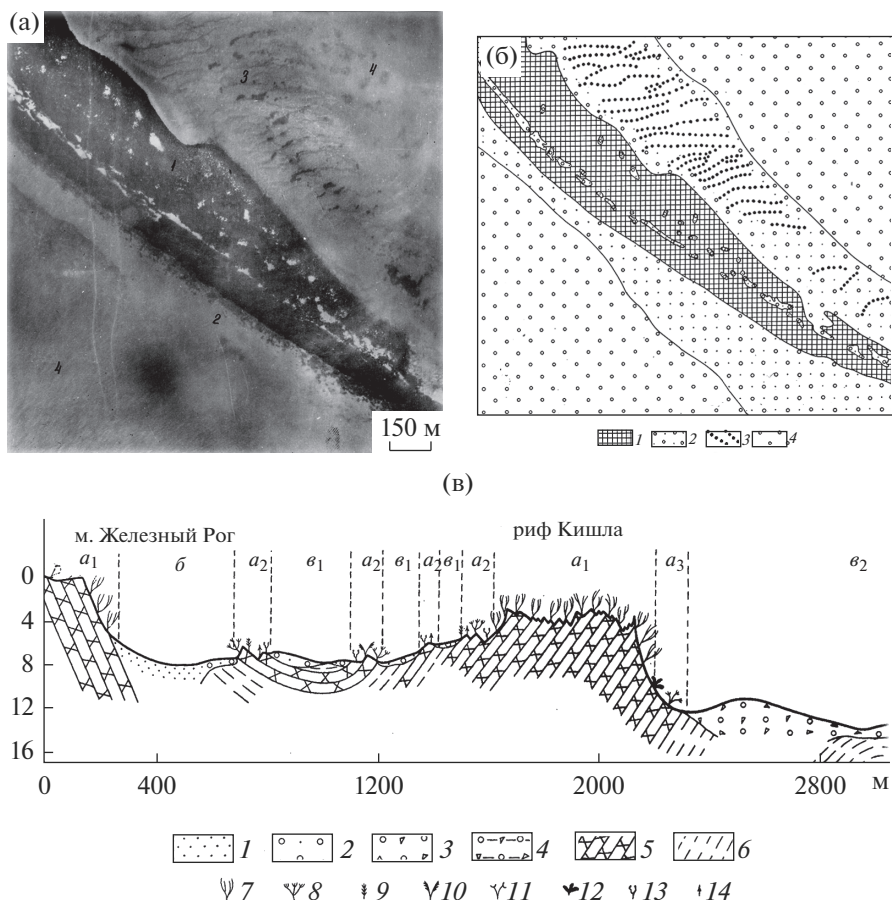 (а)
(б)
3
4
1
2
4
150 м
1 2 3 4
(в)
м. Железный Рог
риф Кишла
а1 б а2 в1 а2 в1 а2 в1 а2 а1 а3 в2
0
4
8
12
16
0 400 1200 2000 2800 м
1 2 3 4 5 6
7 8 9 10 11 12 13 14